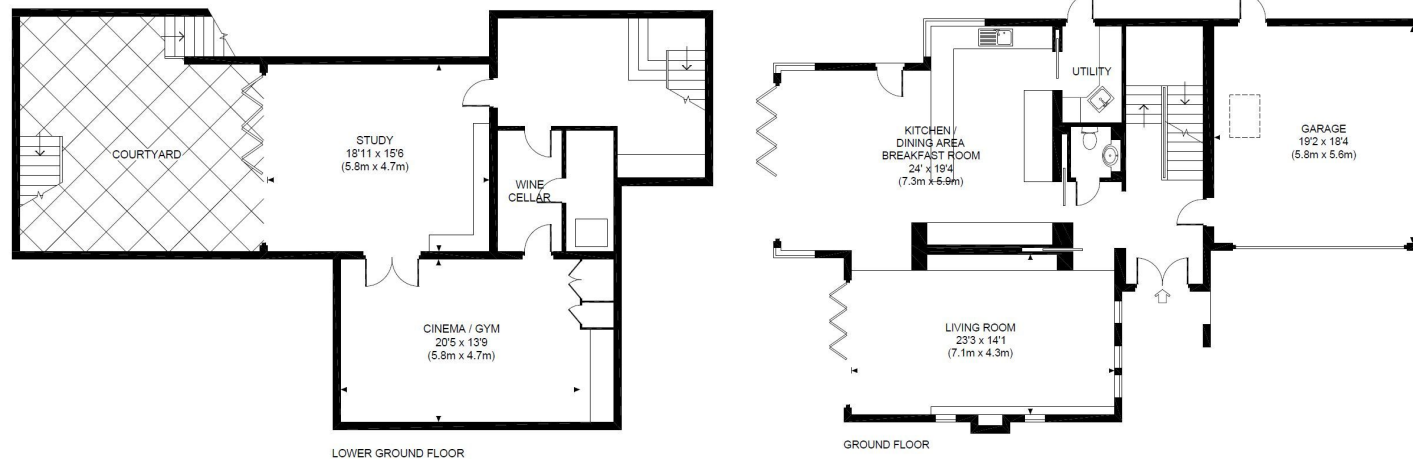 COURTYARD
STUDY
18'11 x 15'6
(5.8m x 4.7m)
WINE
CELLAR
CINEMA / GYM
20'5 x 13'9
(5.8m x 4.7m)
LOWER GROUND FLOOR
UTILITY
KITCHEN /
DINING AREA
BREAKFAST ROOM
24' x 19'4
(7.3m x 5.9m)
GARAGE
19'2 x 18'4
(5.8m x 5.6m)
LIVING ROOM
23'3 x 14'1
(7.1m x 4.3m)
GROUND FLOOR